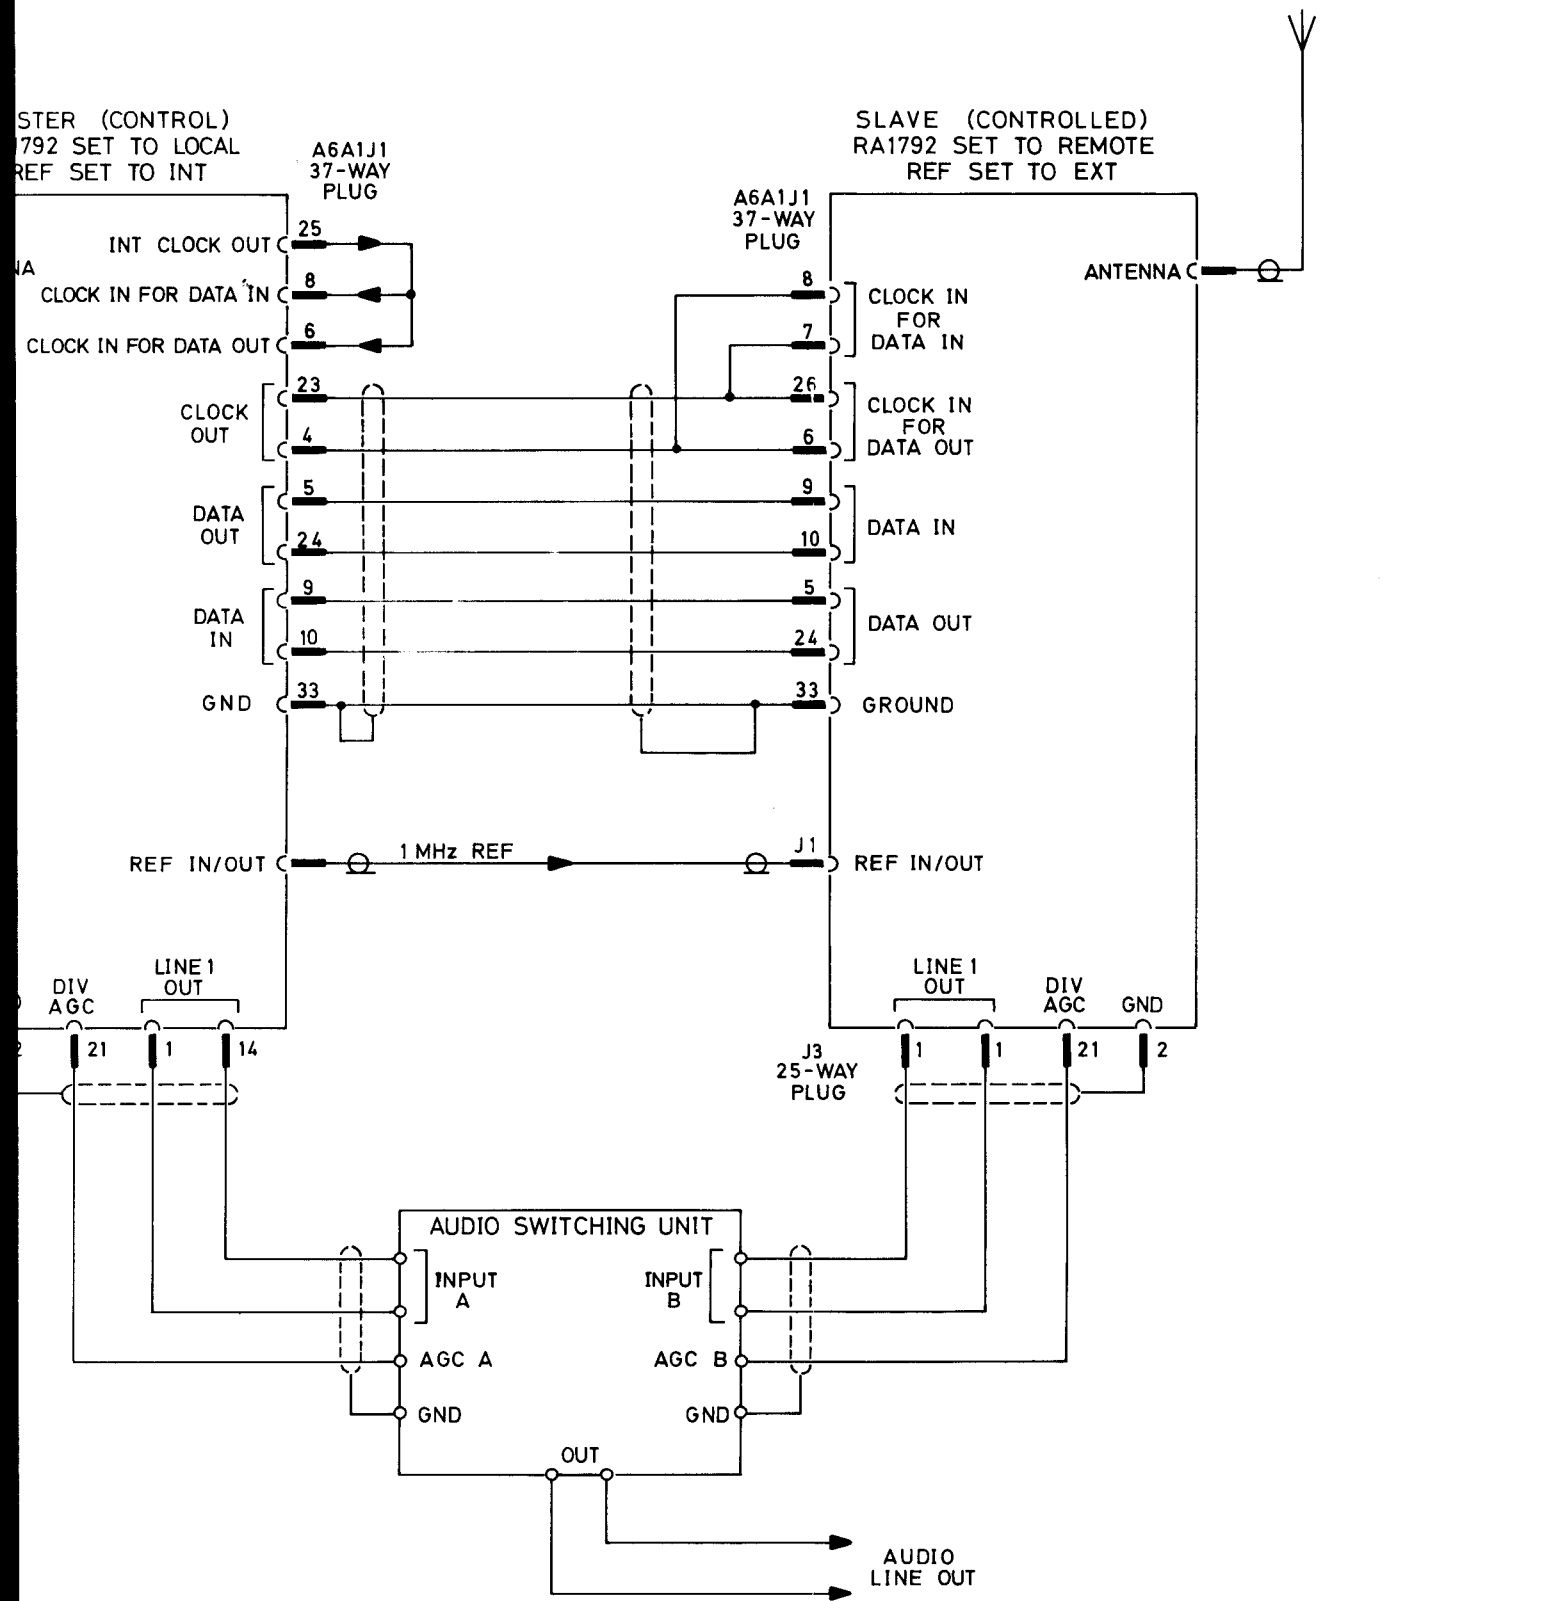 STER (CONTROL)
1792 SET TO LOCAL
REF SET TO INT
A6A1J1
37-WAY
PLUG
SLAVE (CONTROLLED)
RA1792 SET TO REMOTE
REF SET TO EXT
A6A1J1
37-WAY
PLUG
INT CLOCK OUT
25
NA
CLOCK IN FOR DATA IN
8
CLOCK IN FOR DATA OUT
6
CLOCK
OUT
23
4
DATA
OUT
5
24
DATA
IN
9
10
GND
33
ANTENNA
8
7
CLOCK IN
FOR
DATA IN
26
6
CLOCK IN
FOR
DATA OUT
9
10
DATA IN
5
24
DATA OUT
33
GROUND
REF IN/OUT
1 MHz REF
J1
REF IN/OUT
DIV
AGC
LINE 1
OUT
2
21
1
14
LINE 1
OUT
DIV
AGC
GND
J3
25-WAY
PLUG
1
1
21
2
AUDIO SWITCHING UNIT
INPUT
A
INPUT
B
AGC A
AGC B
GND
GND
OUT
AUDIO
LINE OUT